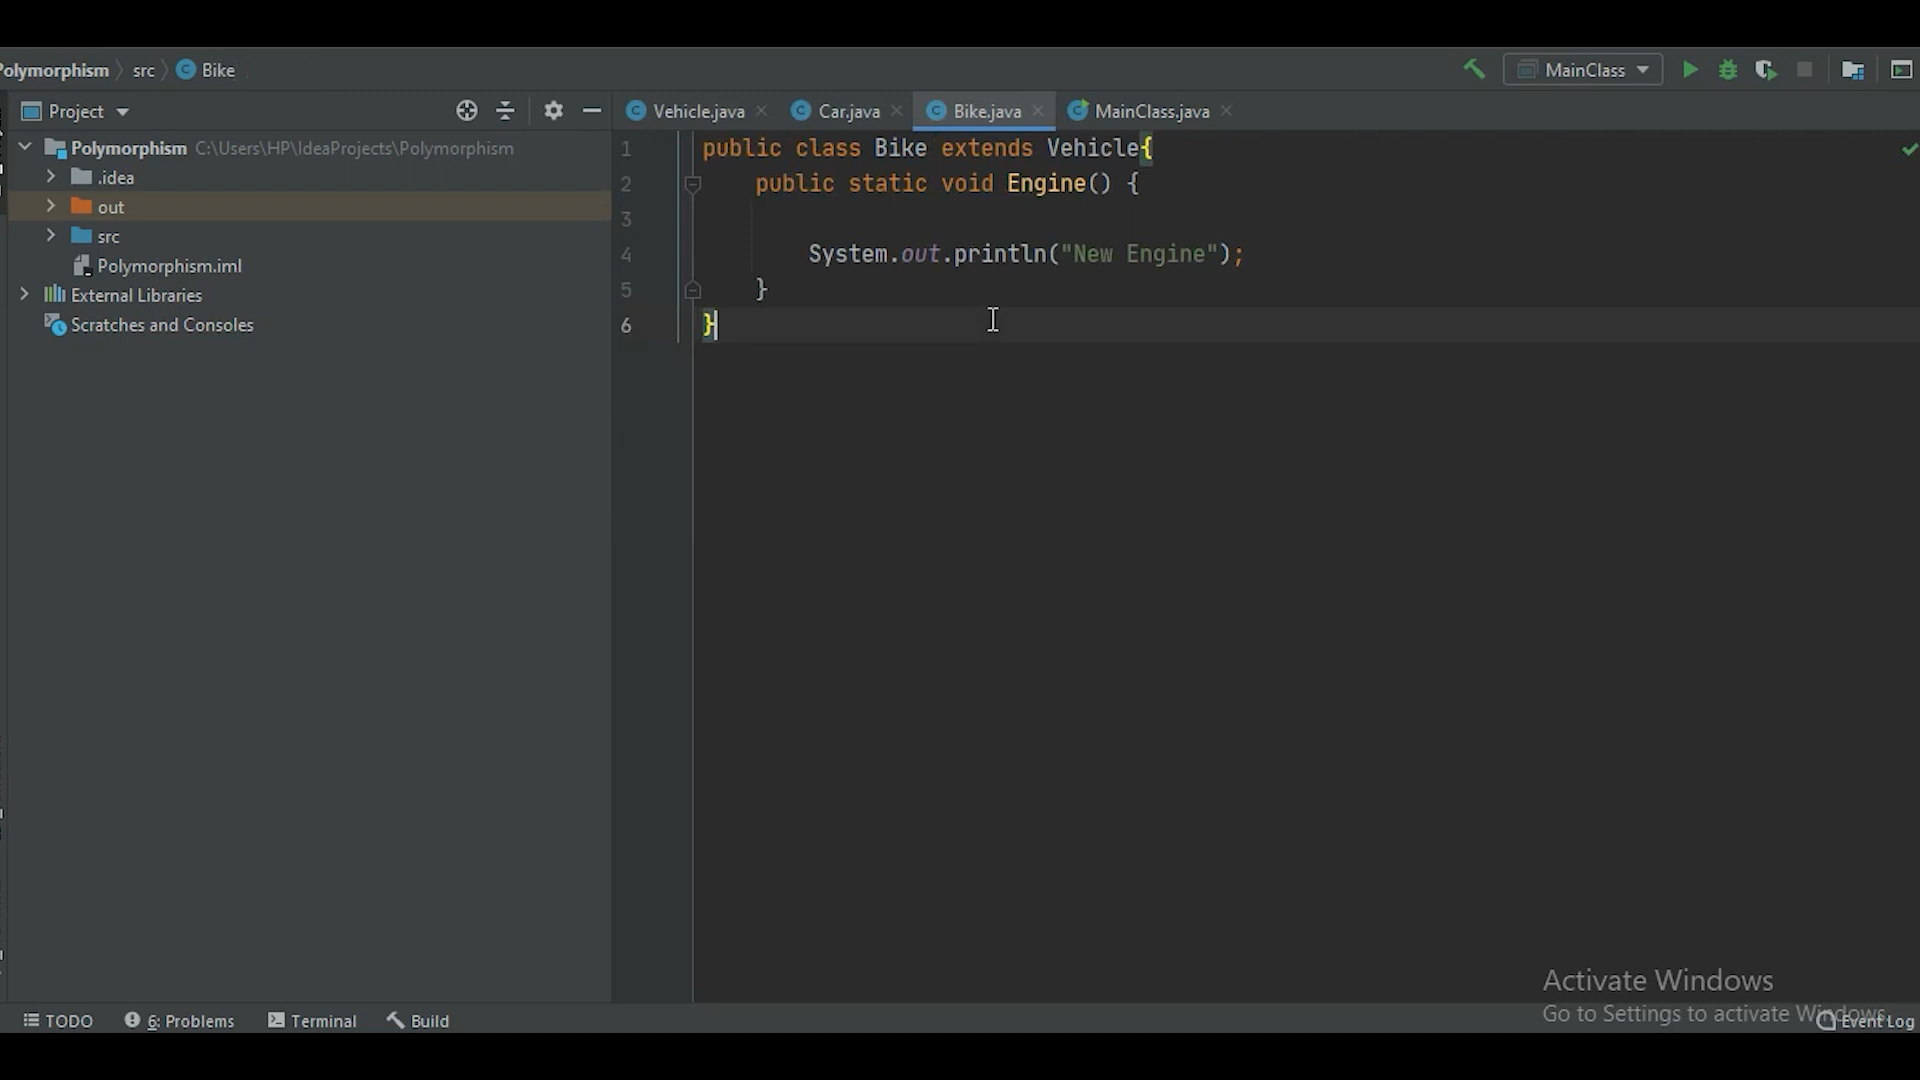 Polymorphism src Bike MainClass
Project Vehicle.java Car.java Bike.java MainClass.java
Polymorphism C:\Users\HP\IdeaProjects\Polymorphism
.idea
out
src
Polymorphism.iml
External Libraries
Scratches and Consoles
1 public class Bike extends Vehicle{
2 public static void Engine() {
3
4 System.out.println("New Engine");
5 }
6 }
Activate Windows
Go to Settings to activate Windows.
TODO 6: Problems Terminal Build Event Log